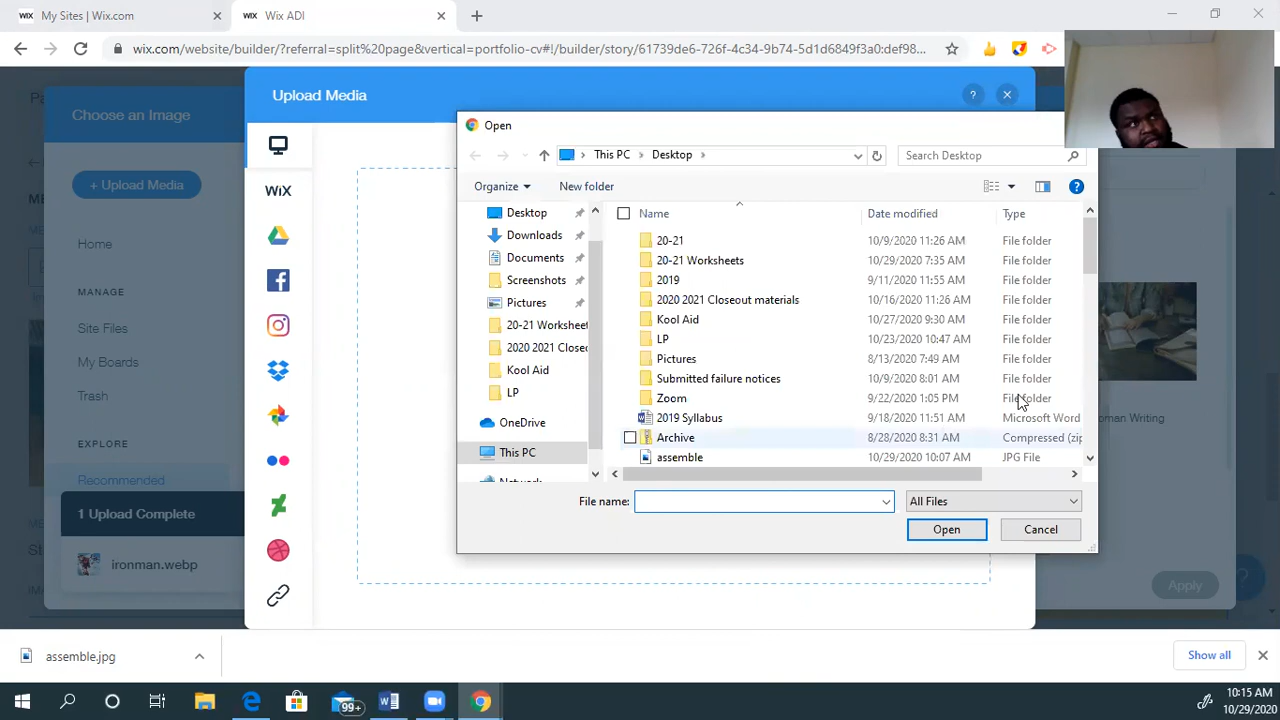 WIX My Sites | Wix.com
WIX Wix ADI
wix.com/website/builder/?referral=split%20page&vertical=portfolio-cv#!/builder/story/61739de6-726f-4c34-9b74-5d1d6849f3a0:def98...
Choose an Image
Upload Media
?
+ Upload Media
Home
MANAGE
Site Files
My Boards
Trash
EXPLORE
Recommended
1 Upload Complete
ironman.webp
WiX
Open
This PC
Desktop
Search Desktop
Organize
New folder
Name
Date modified
Type
Desktop
Downloads
Documents
Screenshots
Pictures
20-21 Workshee
2020 2021 Closeo
Kool Aid
LP
OneDrive
This PC
20-21 10/9/2020 11:26 AM File folder
20-21 Worksheets 10/29/2020 7:35 AM File folder
2019 9/11/2020 11:55 AM File folder
2020 2021 Closeout materials 10/16/2020 11:26 AM File folder
Kool Aid 10/27/2020 9:30 AM File folder
LP 10/23/2020 10:47 AM File folder
Pictures 8/13/2020 7:49 AM File folder
Submitted failure notices 10/9/2020 8:01 AM File folder
Zoom 9/22/2020 1:05 PM File folder
2019 Syllabus 9/18/2020 11:51 AM Microsoft Word
Archive 8/28/2020 8:31 AM Compressed (zip
assemble 10/29/2020 10:07 AM JPG File
File name:
All Files
Open
Cancel
oman Writing
Apply
?
assemble.jpg
Show all
99+
10:15 AM
10/29/2020